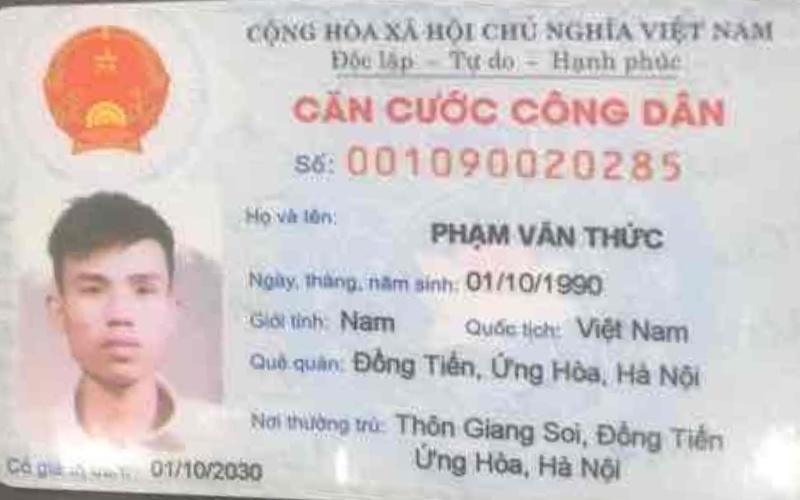 CỘNG HÒA XÃ HỘI CHỦ NGHĨA VIỆT NAM
Độc lập - Tự do - Hạnh phúc
CĂN CƯỚC CÔNG DÂN
Số: 001090020285
Họ và tên: PHẠM VĂN THỨC
Ngày, tháng, năm sinh: 01/10/1990
Giới tính: Nam Quốc tịch: Việt Nam
Quê quán: Đồng Tiến, Ứng Hòa, Hà Nội
Nơi thường trú: Thôn Giang Soi, Đồng Tiến
Ứng Hòa, Hà Nội
Có giá 01/10/2030